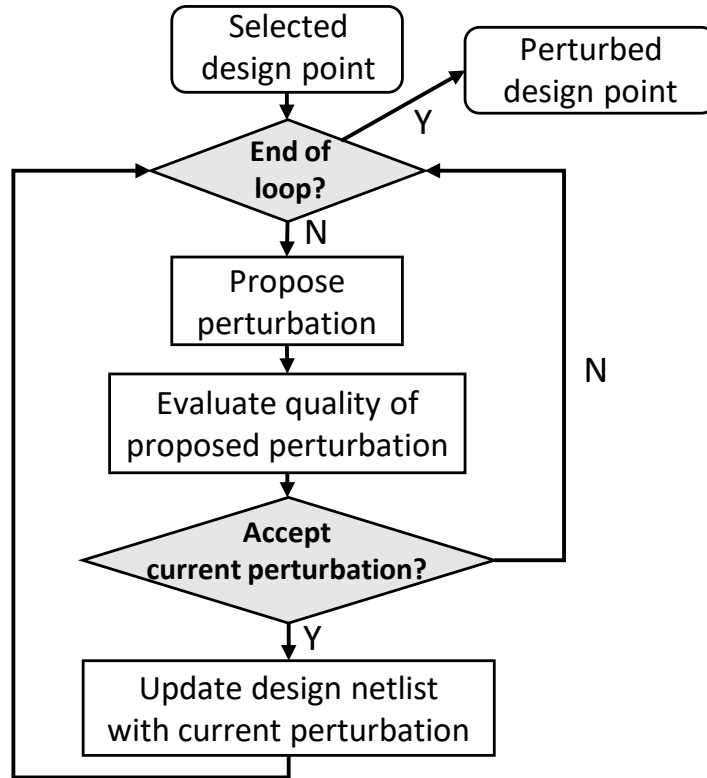 Selected
design point
Perturbed
design point
Y
End of
loop?
N
Propose
perturbation
N
Evaluate quality of
proposed perturbation
Accept
current perturbation?
Y
Update design netlist
with current perturbation